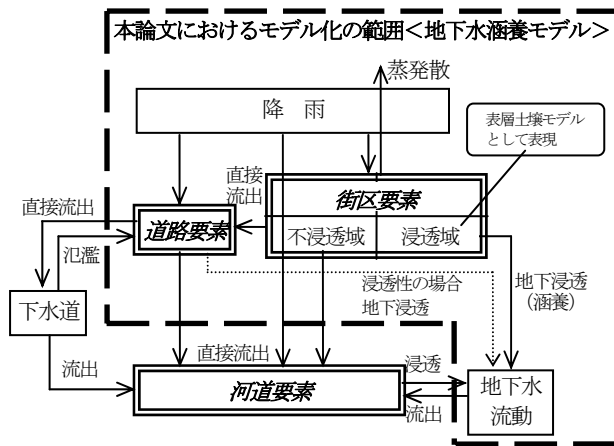 本論文におけるモデル化の範囲＜地下水涵養モデル＞
蒸発散
降　雨
表層土壌モデル
として表現
直接
流出
街区要素
直接流出
道路要素
不浸透域
浸透域
氾濫
浸透性の場合
地下浸透
地下浸透
（涵養）
下水道
直接流出
流出
河道要素
浸透
流出
地下水
流動